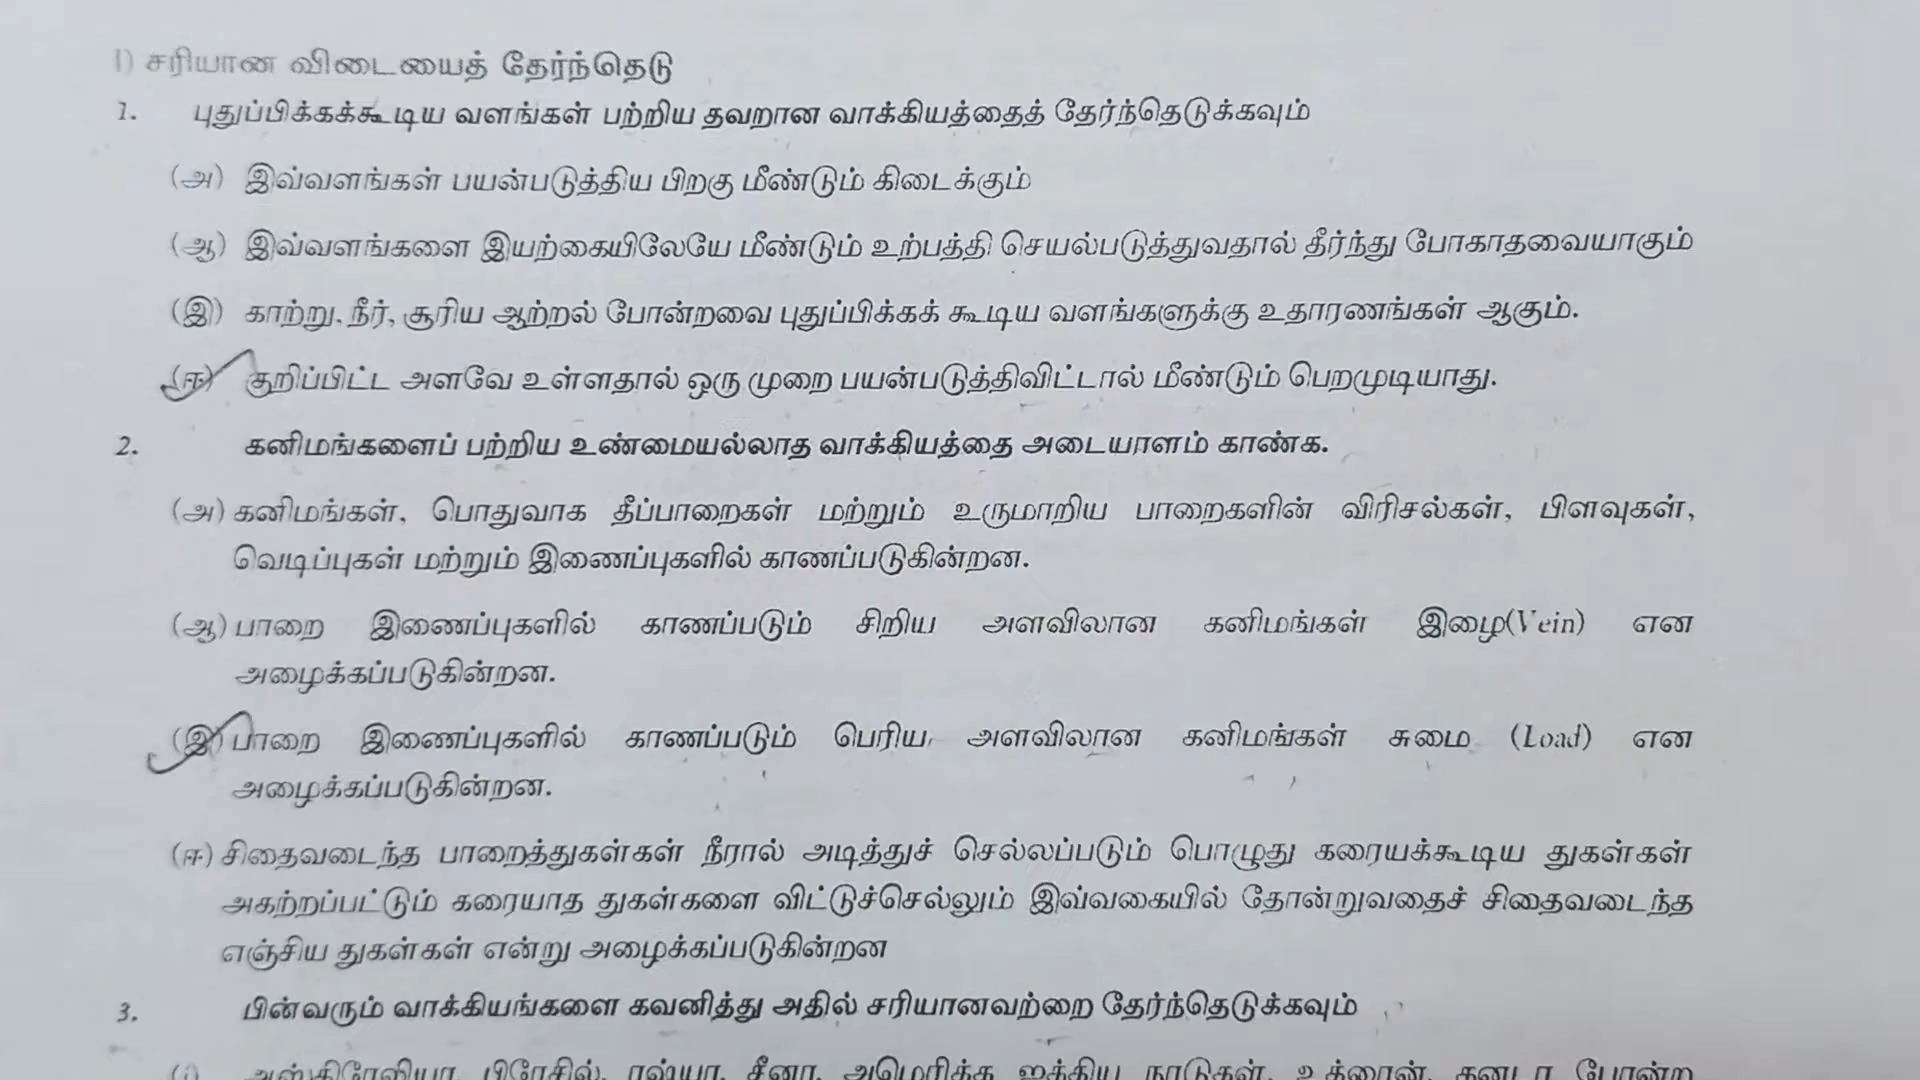 I) சரியான விடையைத் தேர்ந்தெடு
1. புதுப்பிக்கக்கூடிய வளங்கள் பற்றிய தவறான வாக்கியத்தைத் தேர்ந்தெடுக்கவும்
(அ) இவ்வளங்கள் பயன்படுத்திய பிறகு மீண்டும் கிடைக்கும்
(ஆ) இவ்வளங்களை இயற்கையிலேயே மீண்டும் உற்பத்தி செயல்படுத்துவதால் தீர்ந்து போகாதவையாகும்
(இ) காற்று, நீர், சூரிய ஆற்றல் போன்றவை புதுப்பிக்கக் கூடிய வளங்களுக்கு உதாரணங்கள் ஆகும்.
(ஈ) குறிப்பிட்ட அளவே உள்ளதால் ஒரு முறை பயன்படுத்திவிட்டால் மீண்டும் பெறமுடியாது.
2. கனிமங்களைப் பற்றிய உண்மையல்லாத வாக்கியத்தை அடையாளம் காண்க.
(அ) கனிமங்கள், பொதுவாக தீப்பாறைகள் மற்றும் உருமாறிய பாறைகளின் விரிசல்கள், பிளவுகள்,
வெடிப்புகள் மற்றும் இணைப்புகளில் காணப்படுகின்றன.
(ஆ) பாறை இணைப்புகளில் காணப்படும் சிறிய அளவிலான கனிமங்கள் இழை(Vein) என
அழைக்கப்படுகின்றன.
(இ) பாறை இணைப்புகளில் காணப்படும் பெரிய அளவிலான கனிமங்கள் சுமை (Load) என
அழைக்கப்படுகின்றன.
(ஈ) சிதைவடைந்த பாறைத்துகள்கள் நீரால் அடித்துச் செல்லப்படும் பொழுது கரையக்கூடிய துகள்கள்
அகற்றப்பட்டும் கரையாத துகள்களை விட்டுச்செல்லும் இவ்வகையில் தோன்றுவதைச் சிதைவடைந்த
எஞ்சிய துகள்கள் என்று அழைக்கப்படுகின்றன
3. பின்வரும் வாக்கியங்களை கவனித்து அதில் சரியானவற்றை தேர்ந்தெடுக்கவும்
(i) ஆஸ்திரேலியா, பிரேசில், ரஷ்யா, சீனா, அமெரிக்க ஐக்கிய நாடுகள், உக்ரைன், கனடா போன்ற